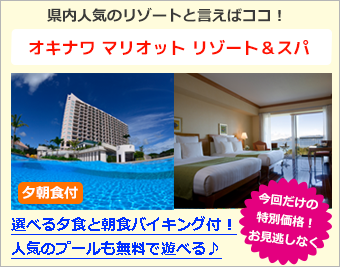 県内人気のリゾートと言えばココ！
オキナワ マリオット リゾート＆スパ
夕朝食付
選べる夕食と朝食バイキング付！
人気のプールも無料で遊べる♪
今回だけの
特別価格！
お見逃しなく